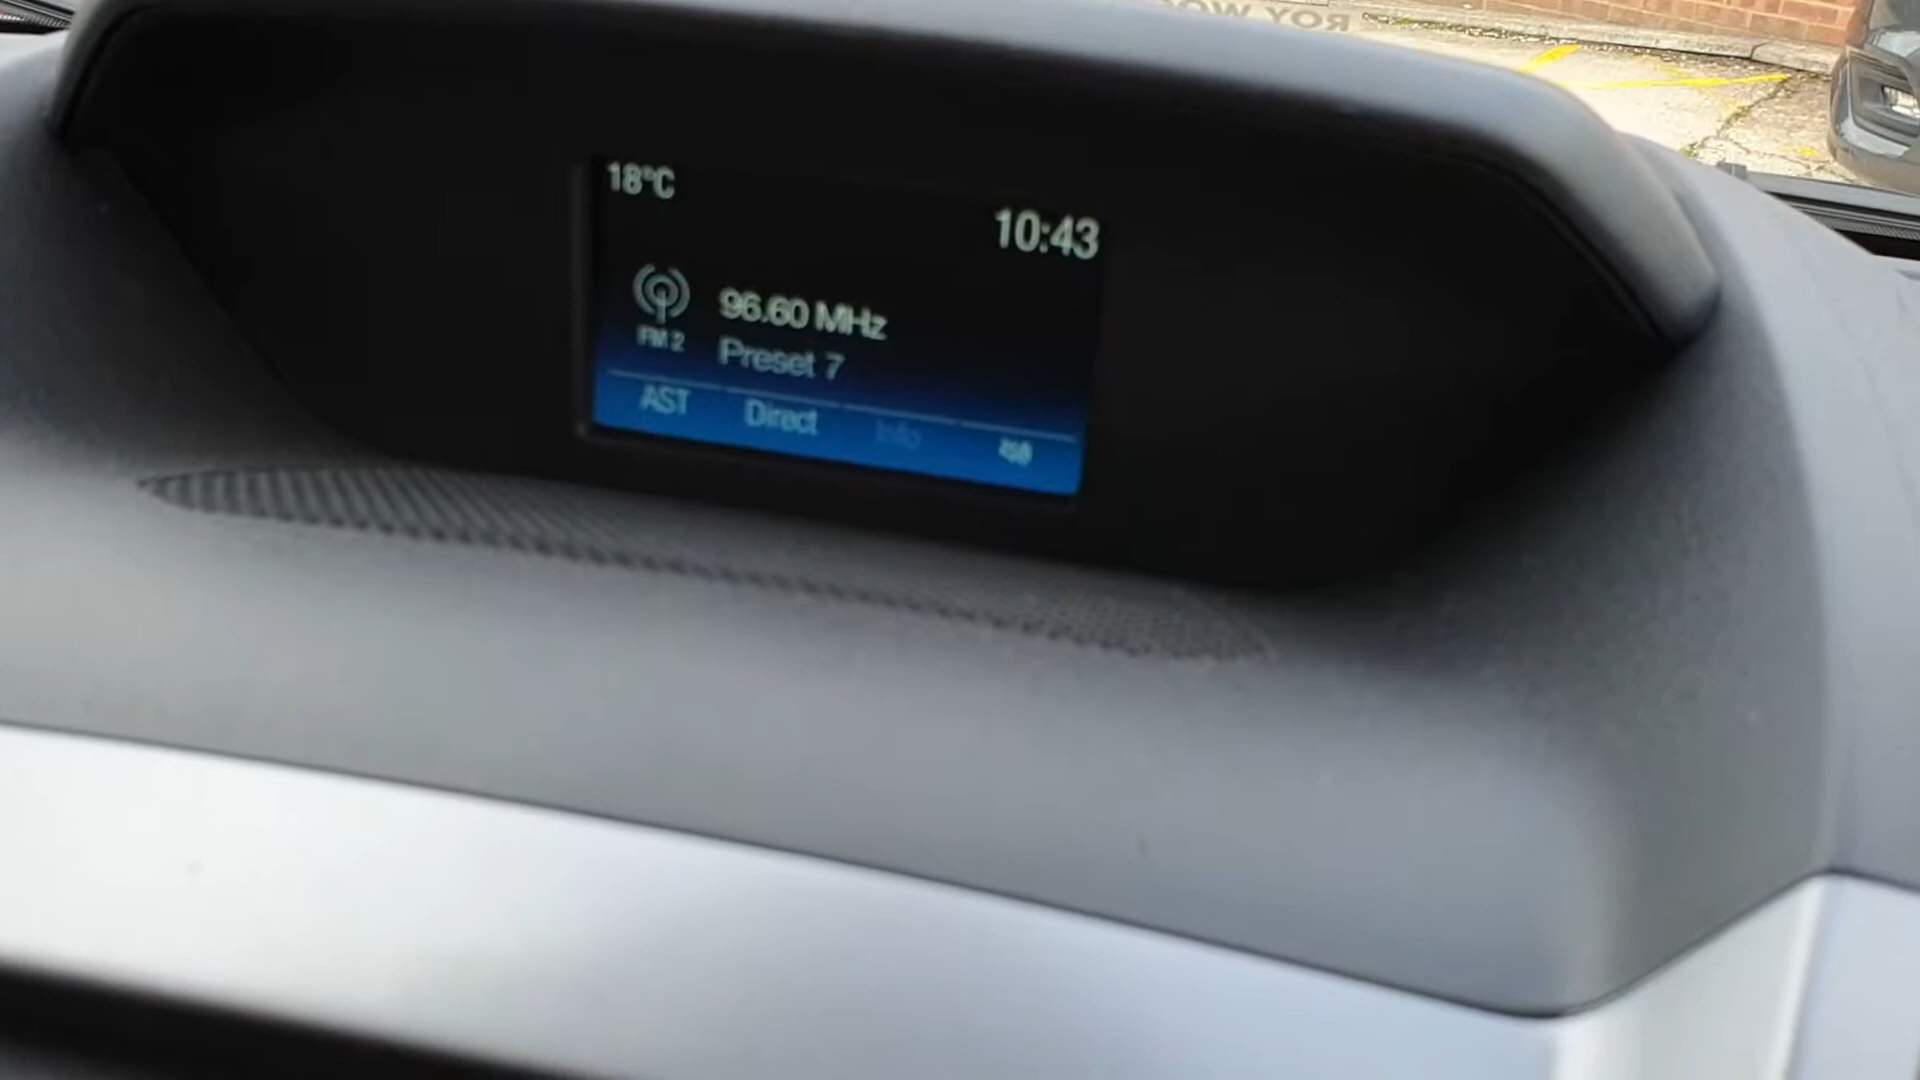 18°C
10:43
96.60 MHz
FM 2
Preset 7
AST Direct Info